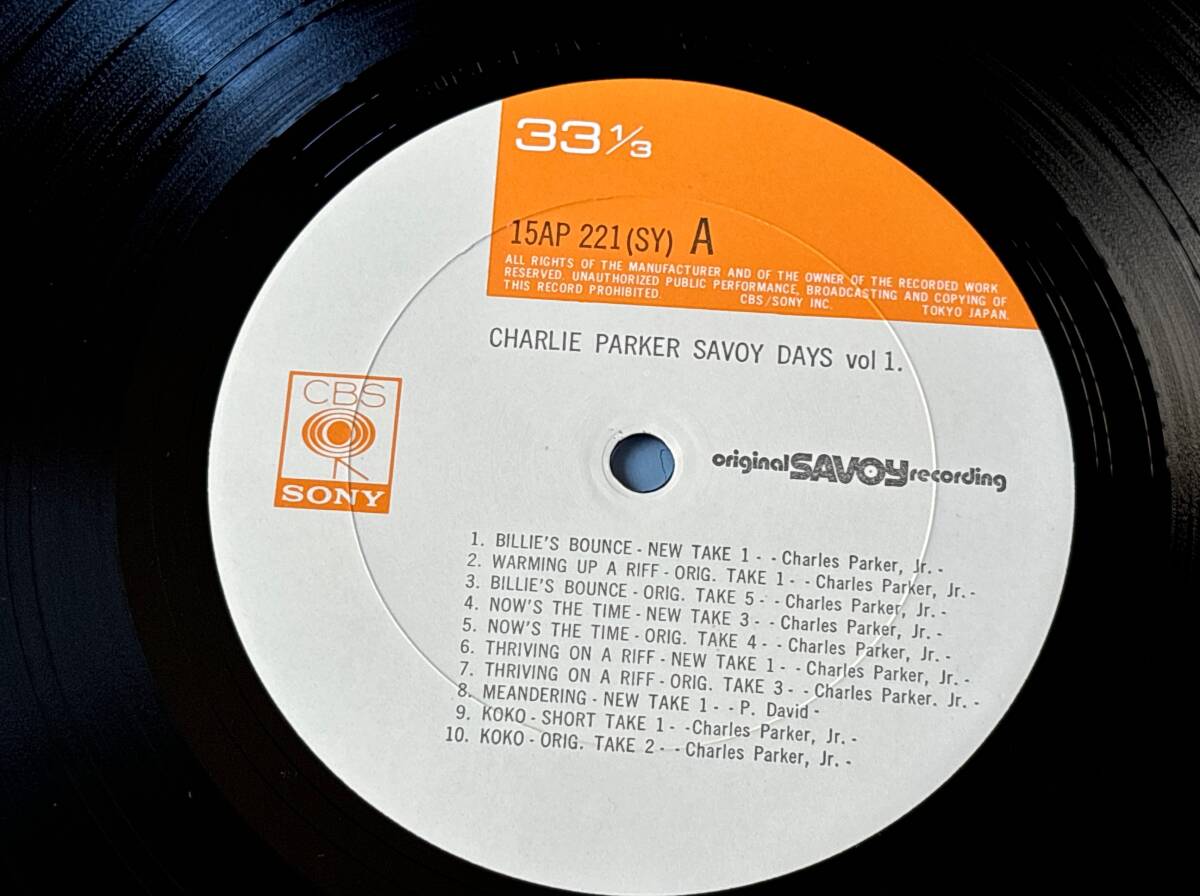 33 1/3
15AP 221 (SY) A
ALL RIGHTS OF THE MANUFACTURER AND OF THE OWNER OF THE RECORDED WORK
RESERVED. UNAUTHORIZED PUBLIC PERFORMANCE, BROADCASTING AND COPYING OF
THIS RECORD PROHIBITED. CBS/SONY INC. TOKYO JAPAN.
CHARLIE PARKER SAVOY DAYS vol 1.
CBS
SONY
original SAVOY recording
1. BILLIE'S BOUNCE - NEW TAKE 1 - - Charles Parker, Jr. -
2. WARMING UP A RIFF - ORIG. TAKE 1 - - Charles Parker, Jr. -
3. BILLIE'S BOUNCE - ORIG. TAKE 5 - - Charles Parker, Jr. -
4. NOW'S THE TIME - NEW TAKE 3 - - Charles Parker, Jr. -
5. NOW'S THE TIME - ORIG. TAKE 4 - - Charles Parker, Jr. -
6. THRIVING ON A RIFF - NEW TAKE 1 - - Charles Parker, Jr. -
7. THRIVING ON A RIFF - ORIG. TAKE 3 - - Charles Parker. Jr. -
8. MEANDERING - NEW TAKE 1 - - P. David -
9. KOKO - SHORT TAKE 1 - -Charles Parker, Jr. -
10. KOKO - ORIG. TAKE 2 - - Charles Parker, Jr. -